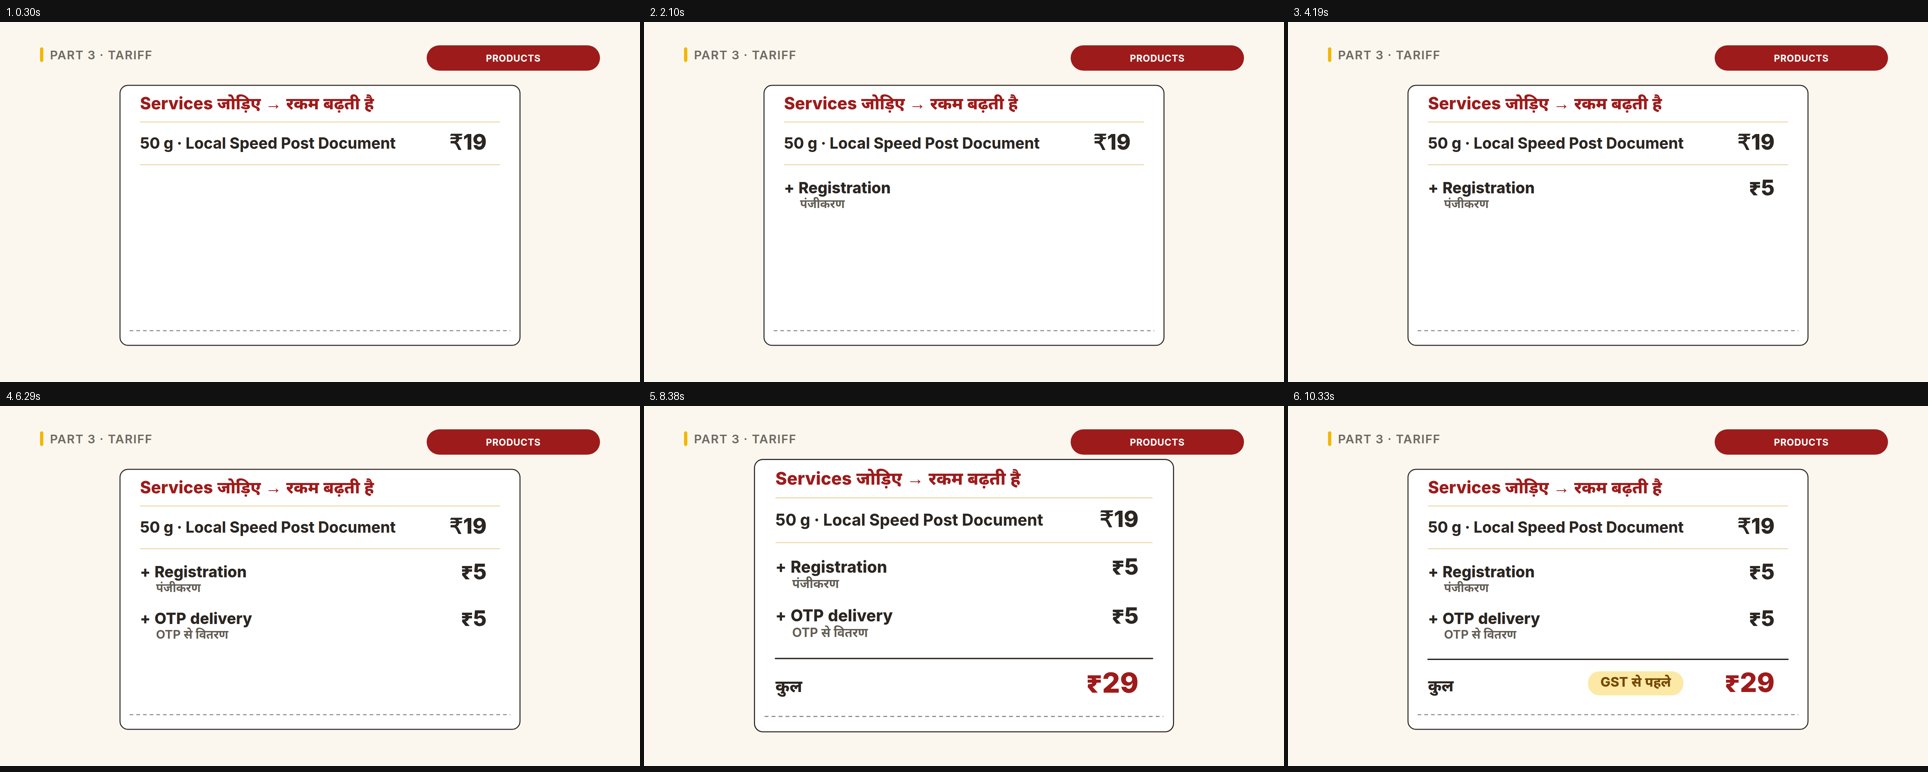 1. 0.30s
PART 3 · TARIFF
PRODUCTS
Services जोड़िए → रकम बढ़ती है
50 g · Local Speed Post Document ₹19
2. 2.10s
PART 3 · TARIFF
PRODUCTS
Services जोड़िए → रकम बढ़ती है
50 g · Local Speed Post Document ₹19
+ Registration
पंजीकरण
3. 4.19s
PART 3 · TARIFF
PRODUCTS
Services जोड़िए → रकम बढ़ती है
50 g · Local Speed Post Document ₹19
+ Registration ₹5
पंजीकरण
4. 6.29s
PART 3 · TARIFF
PRODUCTS
Services जोड़िए → रकम बढ़ती है
50 g · Local Speed Post Document ₹19
+ Registration ₹5
पंजीकरण
+ OTP delivery ₹5
OTP से वितरण
5. 8.38s
PART 3 · TARIFF
PRODUCTS
Services जोड़िए → रकम बढ़ती है
50 g · Local Speed Post Document ₹19
+ Registration ₹5
पंजीकरण
+ OTP delivery ₹5
OTP से वितरण
कुल ₹29
6. 10.33s
PART 3 · TARIFF
PRODUCTS
Services जोड़िए → रकम बढ़ती है
50 g · Local Speed Post Document ₹19
+ Registration ₹5
पंजीकरण
+ OTP delivery ₹5
OTP से वितरण
कुल GST से पहले ₹29